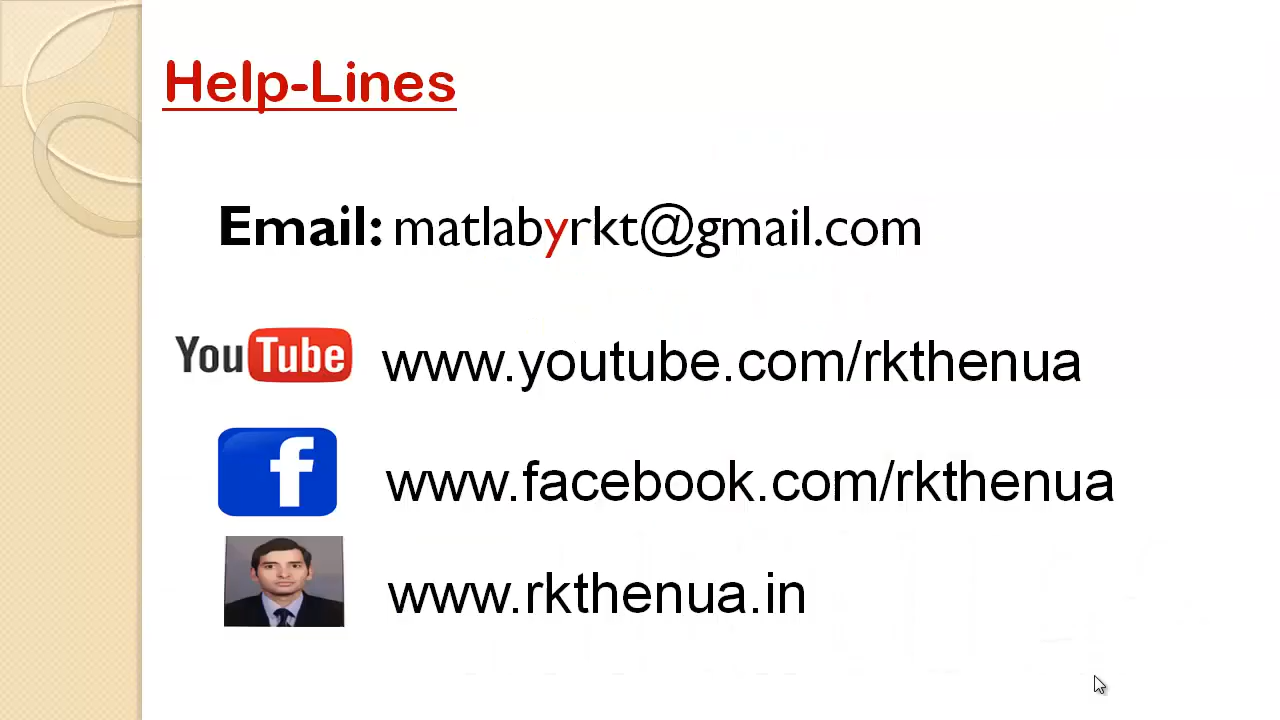 Help-Lines
Email: matlabyrkt@gmail.com
YouTube www.youtube.com/rkthenua
f www.facebook.com/rkthenua
www.rkthenua.in